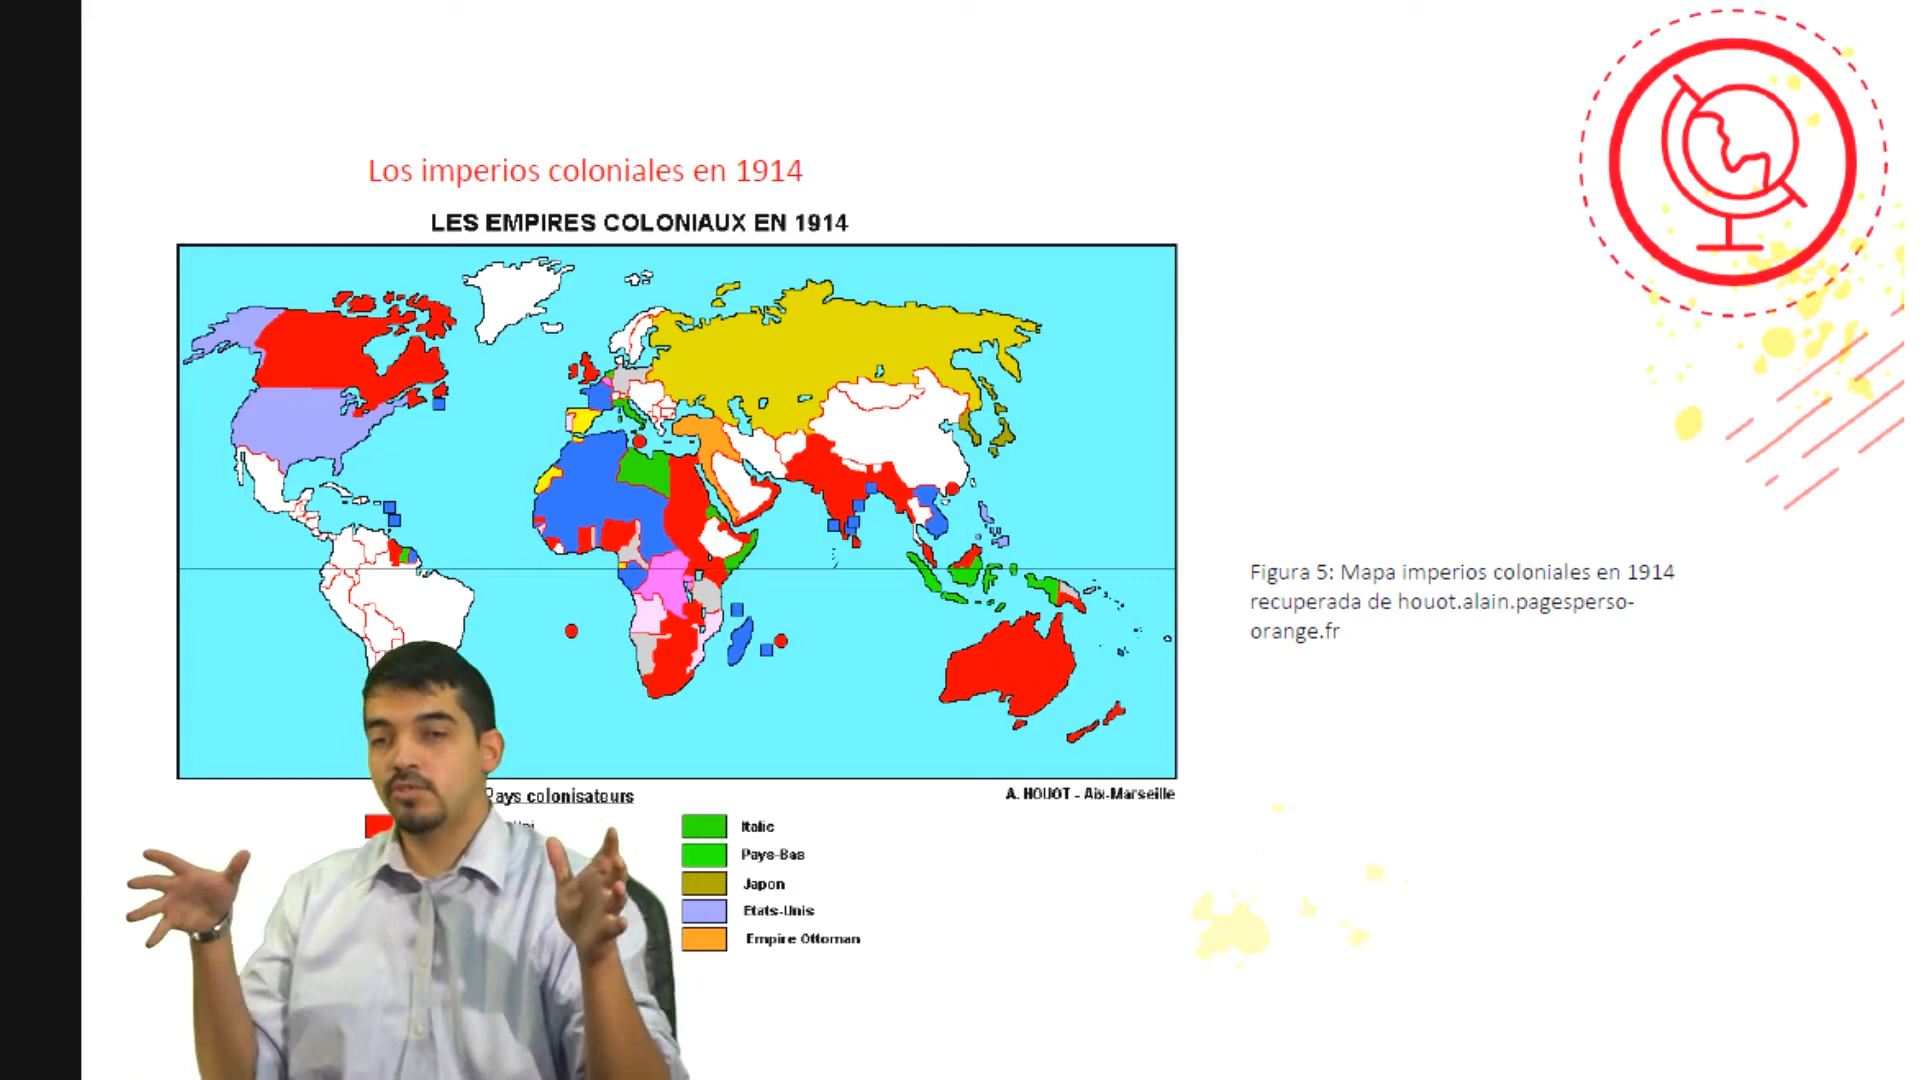 Los imperios coloniales en 1914
LES EMPIRES COLONIAUX EN 1914
Figura 5: Mapa imperios coloniales en 1914
recuperada de houot.alain.pagesperso-
orange.fr
Pays colonisateurs
A. HOUOT - Aix-Marseille
Italie
Pays-Bas
Japon
Etats-Unis
Empire Ottoman